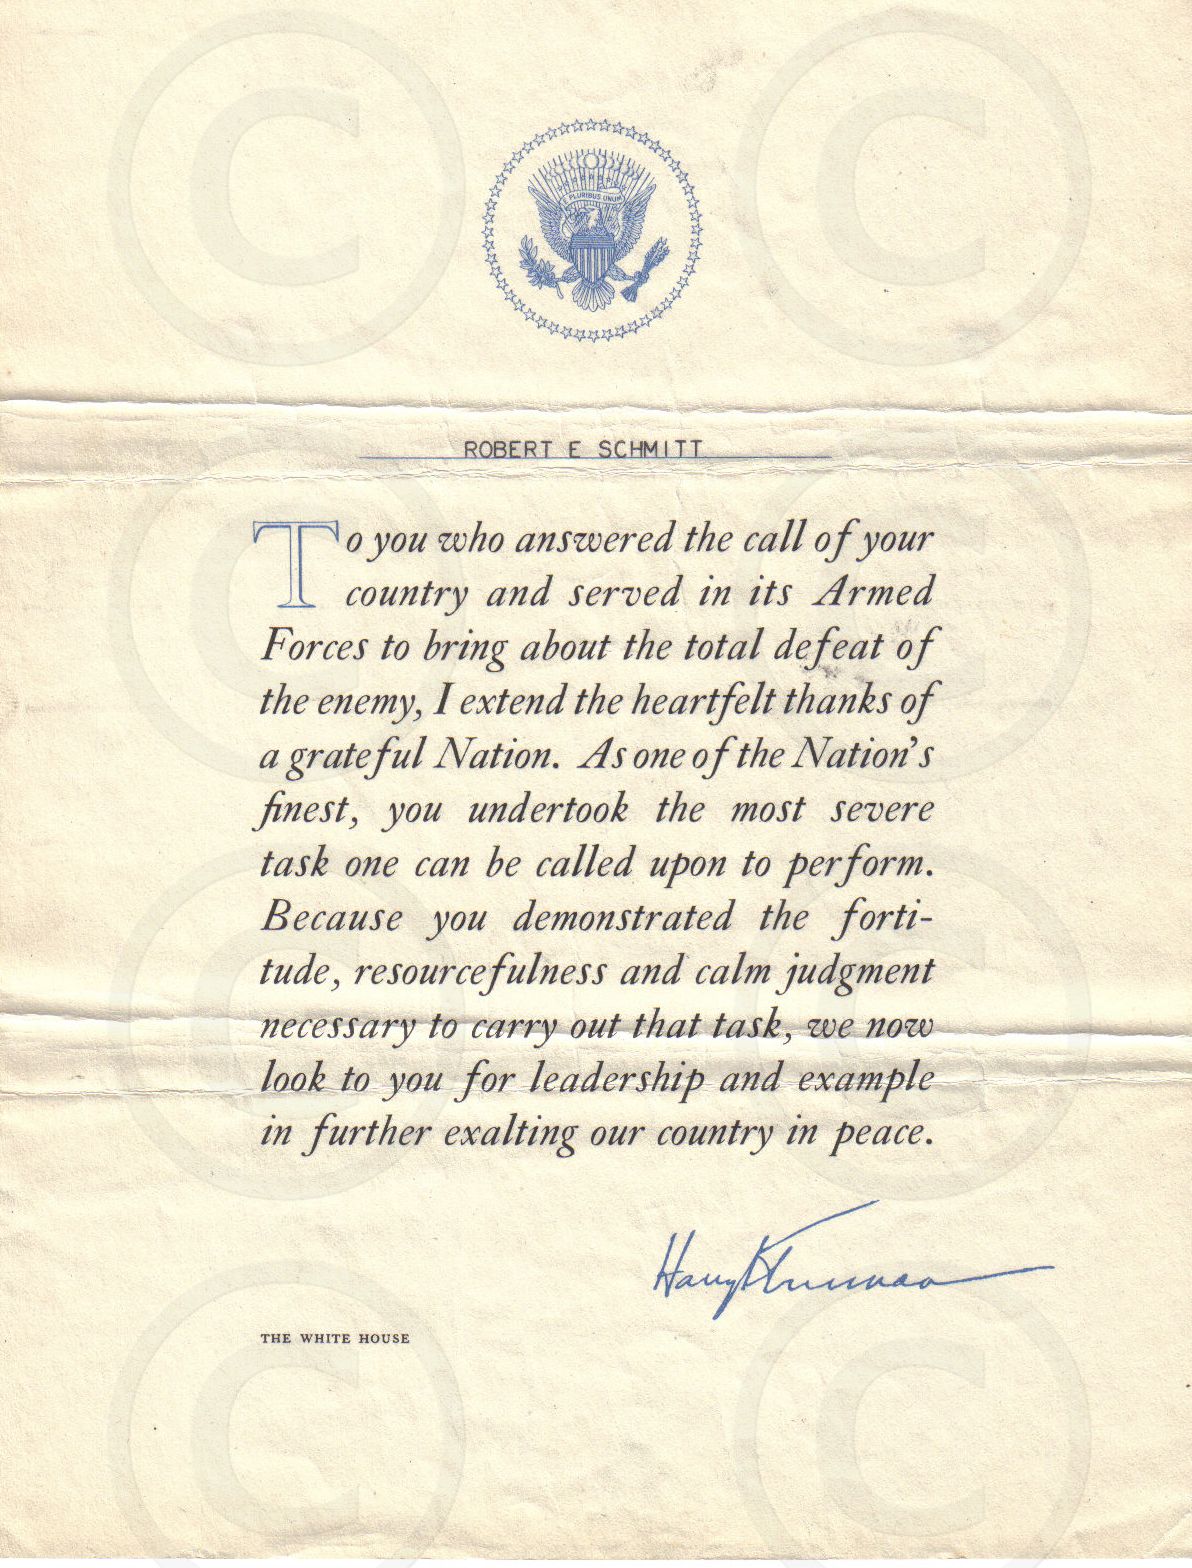 E PLURIBUS UNUM
ROBERT E SCHMITT
To you who answered the call of your
country and served in its Armed
Forces to bring about the total defeat of
the enemy, I extend the heartfelt thanks of
a grateful Nation. As one of the Nation's
finest, you undertook the most severe
task one can be called upon to perform.
Because you demonstrated the forti-
tude, resourcefulness and calm judgment
necessary to carry out that task, we now
look to you for leadership and example
in further exalting our country in peace.
Harry S Truman
THE WHITE HOUSE